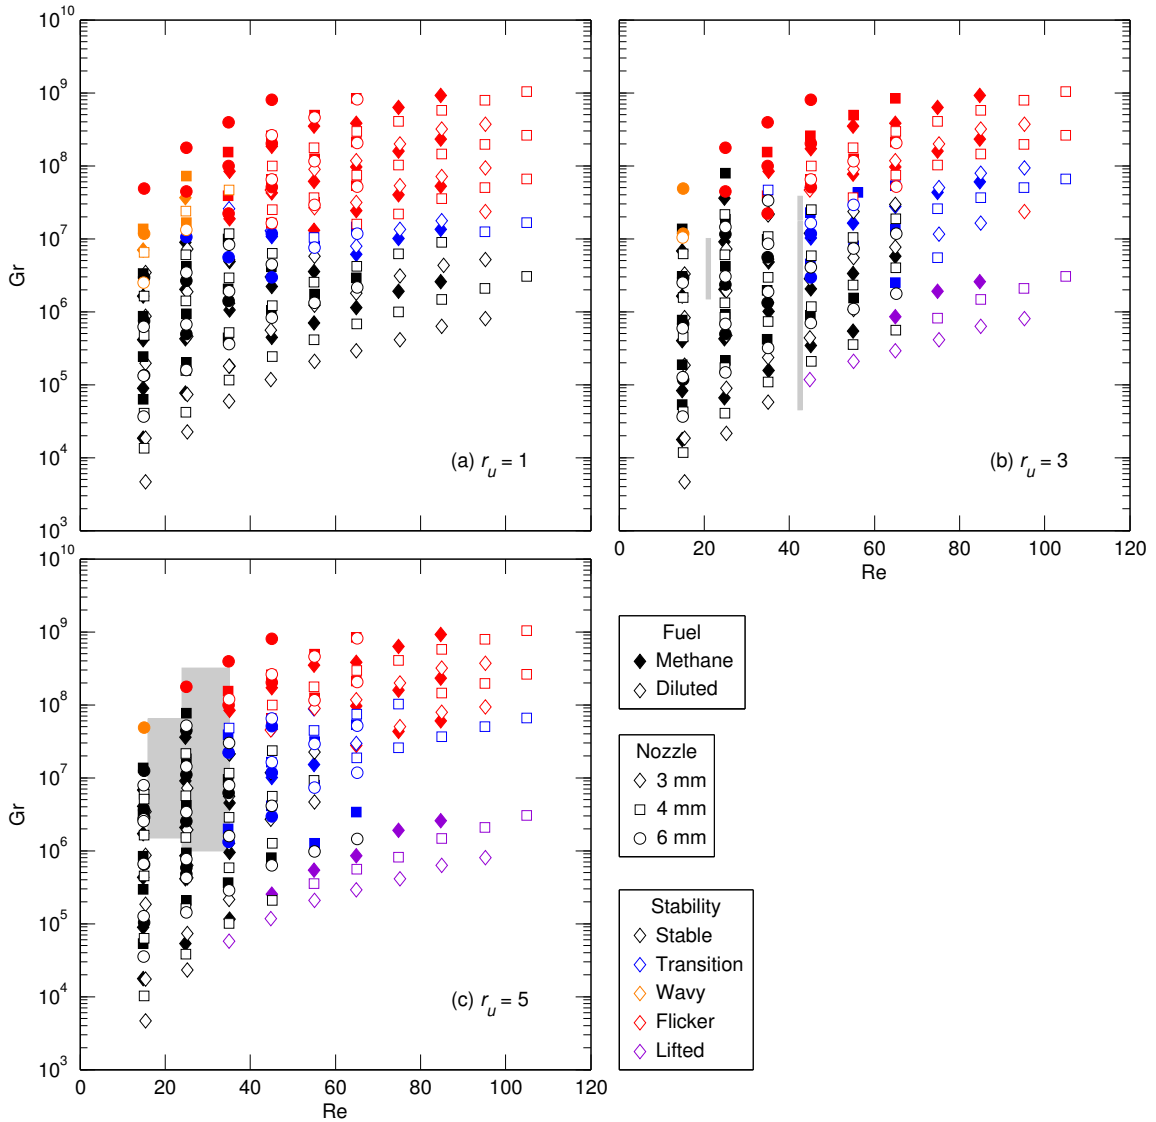 10^10
10^9
10^8
10^7
10^6
10^5
10^4
10^3
Gr
(a) r_u = 1
(b) r_u = 3
0 20 40 60 80 100 120
Re
10^10
10^9
10^8
10^7
10^6
10^5
10^4
10^3
Gr
(c) r_u = 5
0 20 40 60 80 100 120
Re
Fuel
Methane
Diluted
Nozzle
3 mm
4 mm
6 mm
Stability
Stable
Transition
Wavy
Flicker
Lifted